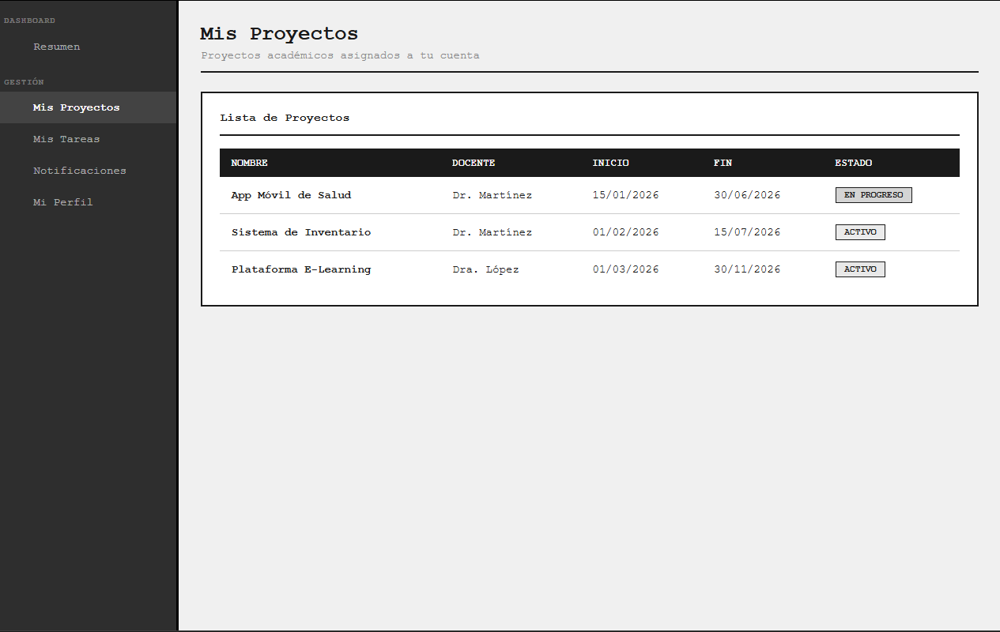 DASHBOARD
Resumen
GESTIÓN
Mis Proyectos
Mis Tareas
Notificaciones
Mi Perfil
Mis Proyectos
Proyectos académicos asignados a tu cuenta
Lista de Proyectos
NOMBRE DOCENTE INICIO FIN ESTADO
App Móvil de Salud Dr. Martínez 15/01/2026 30/06/2026 EN PROGRESO
Sistema de Inventario Dr. Martínez 01/02/2026 15/07/2026 ACTIVO
Plataforma E-Learning Dra. López 01/03/2026 30/11/2026 ACTIVO